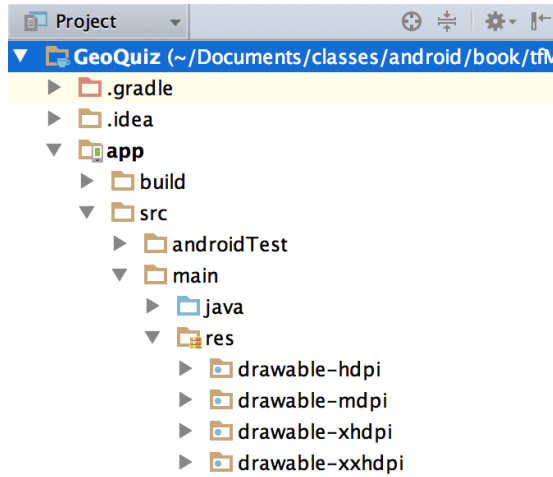 Project
GeoQuiz (~/Documents/classes/android/book/tfM
.gradle
.idea
app
build
src
androidTest
main
java
res
drawable-hdpi
drawable-mdpi
drawable-xhdpi
drawable-xxhdpi